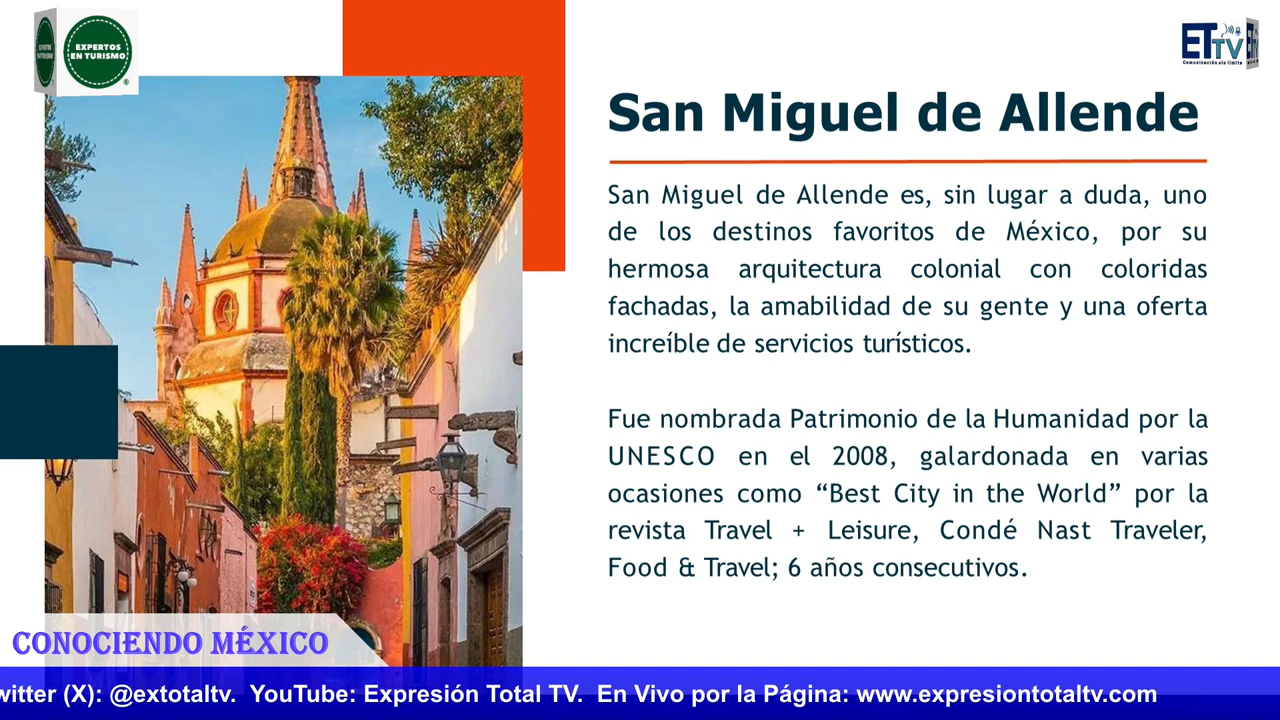 EXPERTOS
EN TURISMO
ETTV
Comunicación sin límite
San Miguel de Allende
San Miguel de Allende es, sin lugar a duda, uno
de los destinos favoritos de México, por su
hermosa arquitectura colonial con coloridas
fachadas, la amabilidad de su gente y una oferta
increíble de servicios turísticos.
Fue nombrada Patrimonio de la Humanidad por la
UNESCO en el 2008, galardonada en varias
ocasiones como “Best City in the World” por la
revista Travel + Leisure, Condé Nast Traveler,
Food & Travel; 6 años consecutivos.
CONOCIENDO MÉXICO
witter (X): @extotaltv. YouTube: Expresión Total TV. En Vivo por la Página: www.expresiontotaltv.com